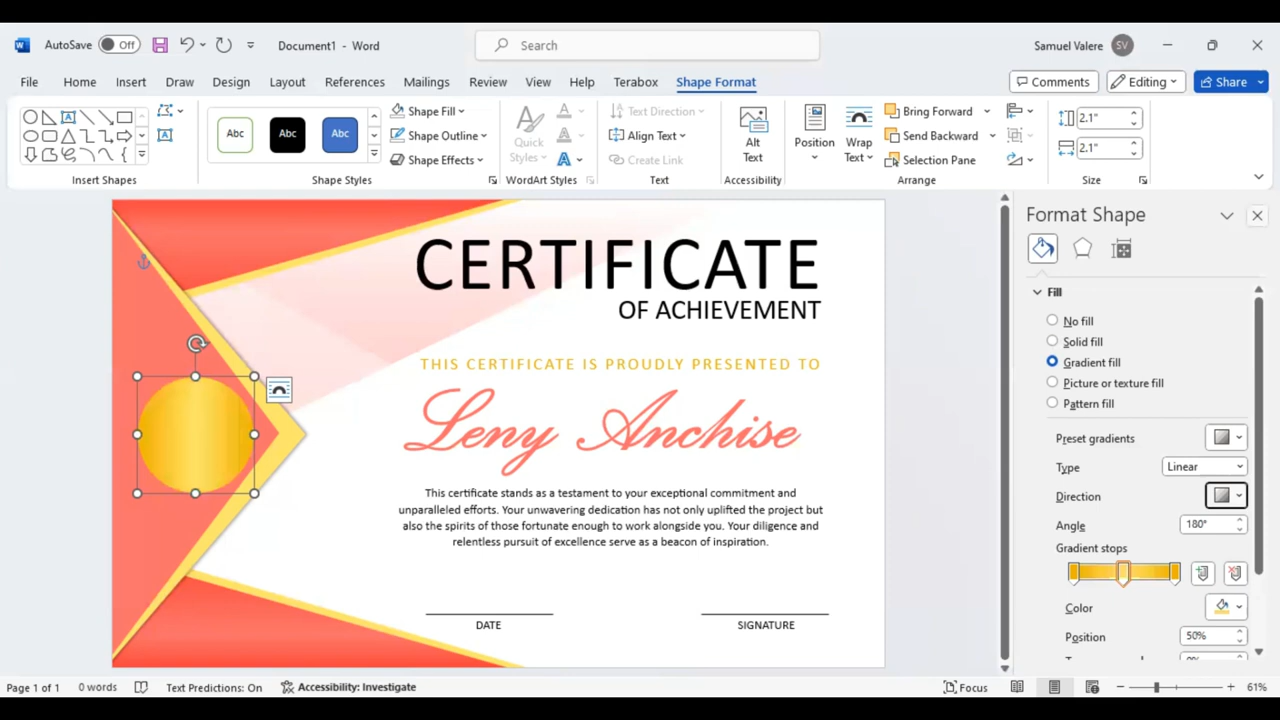 AutoSave Off Document1 - Word Search Samuel Valere SV
File Home Insert Draw Design Layout References Mailings Review View Help Terabox Shape Format Comments Editing Share
Abc Abc Abc
Shape Fill
Shape Outline
Shape Effects
Quick
Styles
Text Direction
Align Text
Create Link
Alt
Text
Position
Wrap
Text
Bring Forward
Send Backward
Selection Pane
2.1"
2.1"
Insert Shapes Shape Styles WordArt Styles Text Accessibility Arrange Size
CERTIFICATE
OF ACHIEVEMENT
THIS CERTIFICATE IS PROUDLY PRESENTED TO
Leny Anchise
This certificate stands as a testament to your exceptional commitment and
unparalleled efforts. Your unwavering dedication has not only uplifted the project but
also the spirits of those fortunate enough to work alongside you. Your diligence and
relentless pursuit of excellence serve as a beacon of inspiration.
DATE SIGNATURE
Format Shape
Fill
No fill
Solid fill
Gradient fill
Picture or texture fill
Pattern fill
Preset gradients
Type Linear
Direction
Angle 180°
Gradient stops
Color
Position 50%
Page 1 of 1 0 words Text Predictions: On Accessibility: Investigate Focus 61%